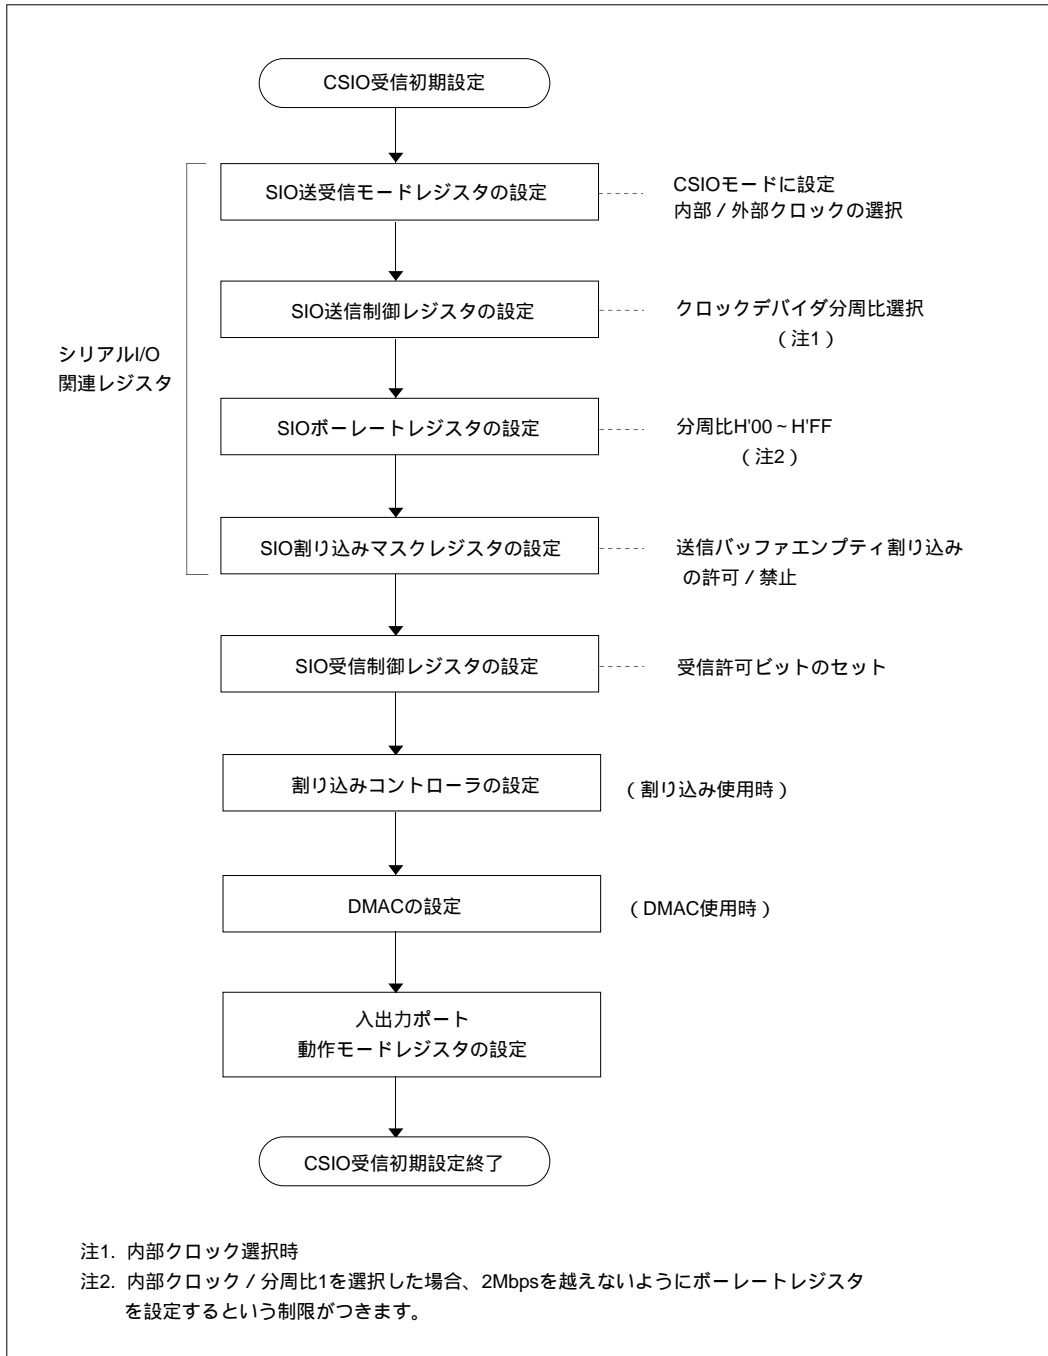 CSIO受信初期設定
SIO送受信モードレジスタの設定
CSIOモードに設定
内部 / 外部クロックの選択
SIO送信制御レジスタの設定
クロックデバイダ分周比選択
（注1）
シリアルI/O
関連レジスタ
SIOボーレートレジスタの設定
分周比H'00 ~ H'FF
（注2）
SIO割り込みマスクレジスタの設定
送信バッファエンプティ割り込み
の許可 / 禁止
SIO受信制御レジスタの設定
受信許可ビットのセット
割り込みコントローラの設定
（割り込み使用時）
DMACの設定
（DMAC使用時）
入出力ポート
動作モードレジスタの設定
CSIO受信初期設定終了
注1. 内部クロック選択時
注2. 内部クロック / 分周比1を選択した場合、2Mbpsを越えないようにボーレートレジスタ
を設定するという制限がつきます。